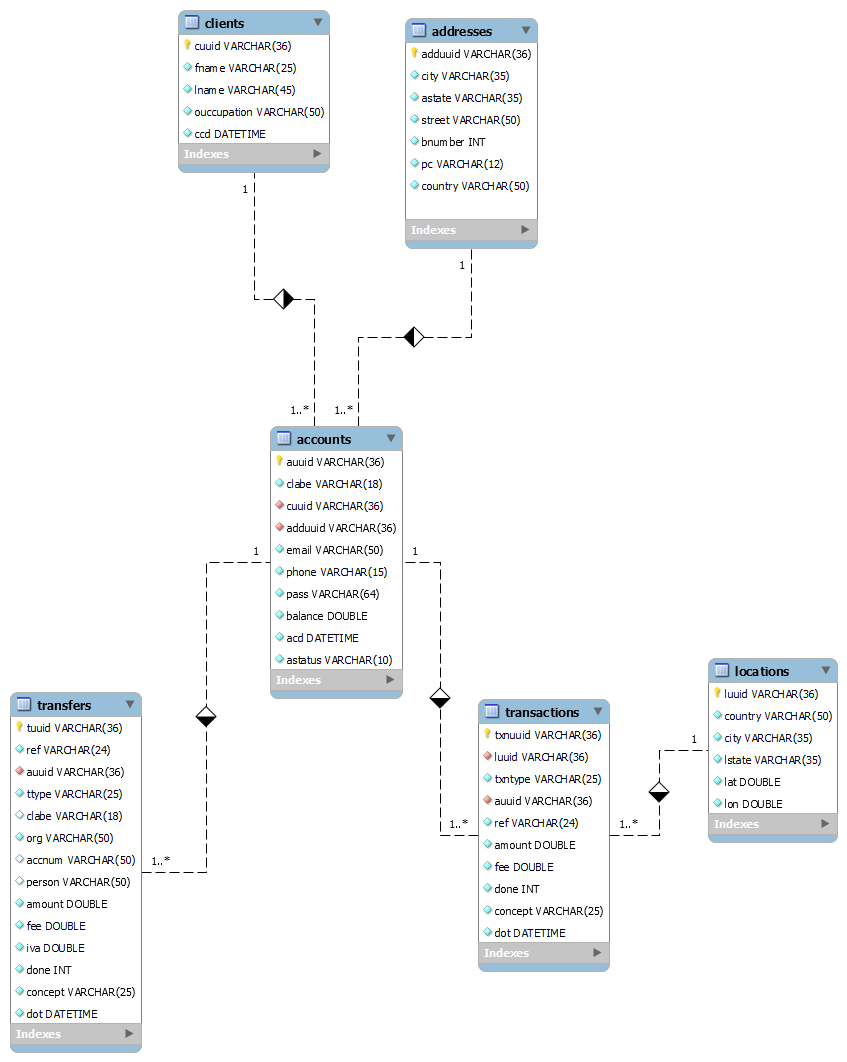 clients
cuuid VARCHAR(36)
fname VARCHAR(25)
lname VARCHAR(45)
ouccupation VARCHAR(50)
ccd DATETIME
Indexes
addresses
adduuid VARCHAR(36)
city VARCHAR(35)
astate VARCHAR(35)
street VARCHAR(50)
bnumber INT
pc VARCHAR(12)
country VARCHAR(50)
Indexes
1
1
1..*
1..*
accounts
auuid VARCHAR(36)
clabe VARCHAR(18)
cuuid VARCHAR(36)
adduuid VARCHAR(36)
email VARCHAR(50)
phone VARCHAR(15)
pass VARCHAR(64)
balance DOUBLE
acd DATETIME
astatus VARCHAR(10)
Indexes
1
1
transfers
tuuid VARCHAR(36)
ref VARCHAR(24)
auuid VARCHAR(36)
ttype VARCHAR(25)
clabe VARCHAR(18)
org VARCHAR(50)
accnum VARCHAR(50)
person VARCHAR(50)
amount DOUBLE
fee DOUBLE
iva DOUBLE
done INT
concept VARCHAR(25)
dot DATETIME
Indexes
1..*
1..*
transactions
txnuuid VARCHAR(36)
luuid VARCHAR(36)
txntype VARCHAR(25)
auuid VARCHAR(36)
ref VARCHAR(24)
amount DOUBLE
fee DOUBLE
done INT
concept VARCHAR(25)
dot DATETIME
Indexes
1..*
1
locations
luuid VARCHAR(36)
country VARCHAR(50)
city VARCHAR(35)
lstate VARCHAR(35)
lat DOUBLE
lon DOUBLE
Indexes